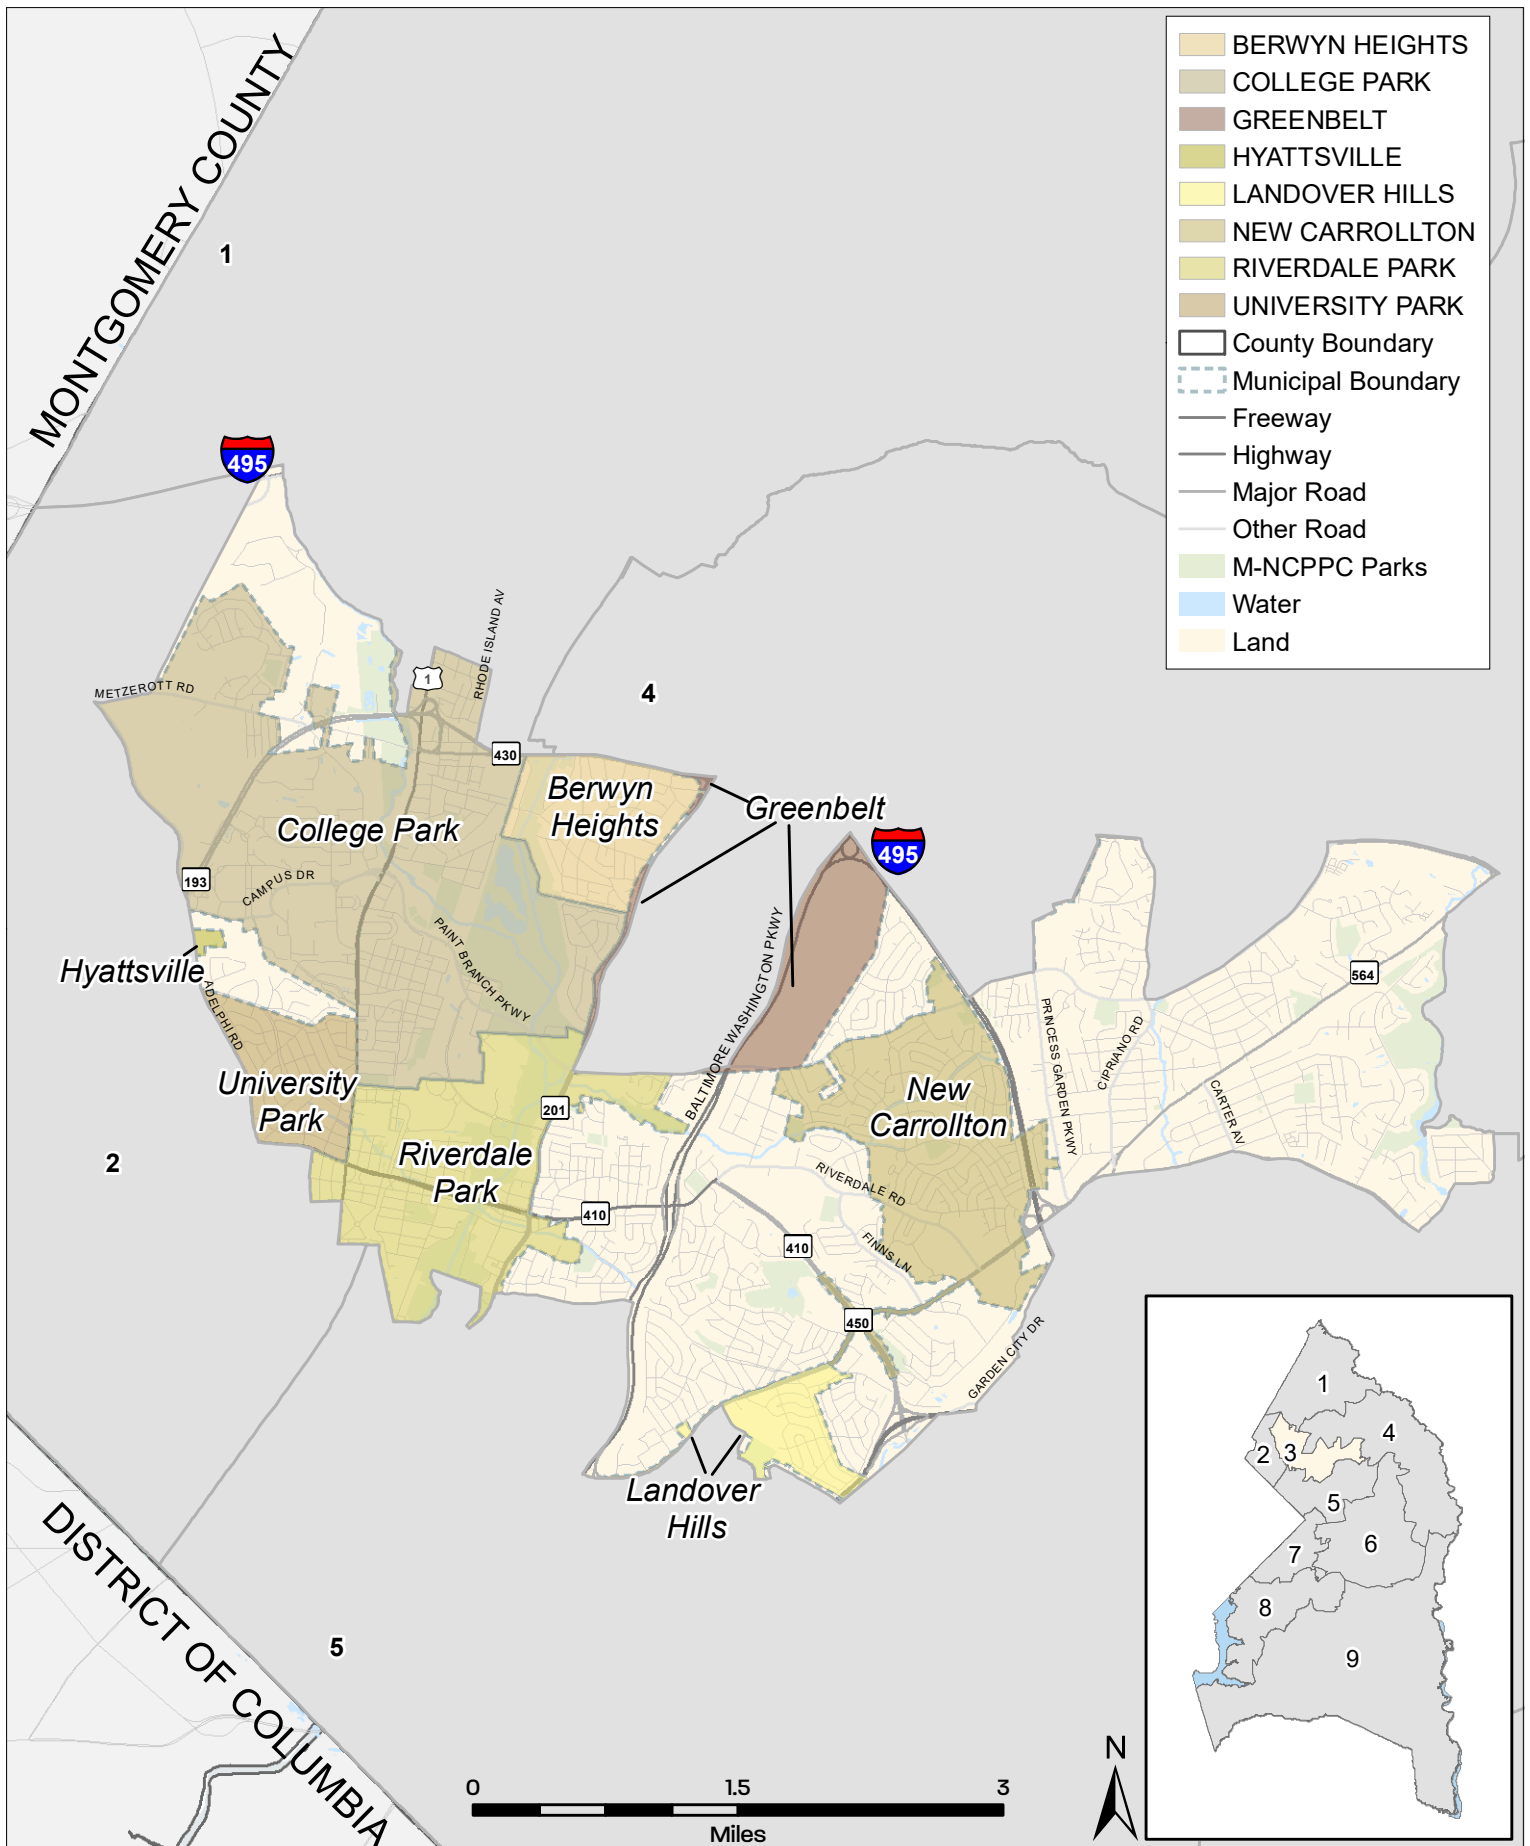 BERWYN HEIGHTS
COLLEGE PARK
GREENBELT
HYATTSVILLE
LANDOVER HILLS
NEW CARROLLTON
RIVERDALE PARK
UNIVERSITY PARK
County Boundary
Municipal Boundary
Freeway
Highway
Major Road
Other Road
M-NCPPC Parks
Water
Land
MONTGOMERY COUNTY
1
495
RHODE ISLAND AV
1
METZEROTT RD
4
430
Berwyn
Heights
Greenbelt
College Park
495
193
CAMPUS DR
PAINT BRANCH PKWY
BALTIMORE WASHINGTON PKWY
564
Hyattsville
ADELPHI RD
PRINCESS GARDEN PKWY
CIPRIANO RD
CARTER AV
University
Park
New
Carrollton
201
2
Riverdale
Park
RIVERDALE RD
410
410
FINNS LN
450
GARDEN CITY DR
Landover
Hills
DISTRICT OF COLUMBIA
5
1
2
3
4
5
6
7
8
9
N
0
1.5
3
Miles